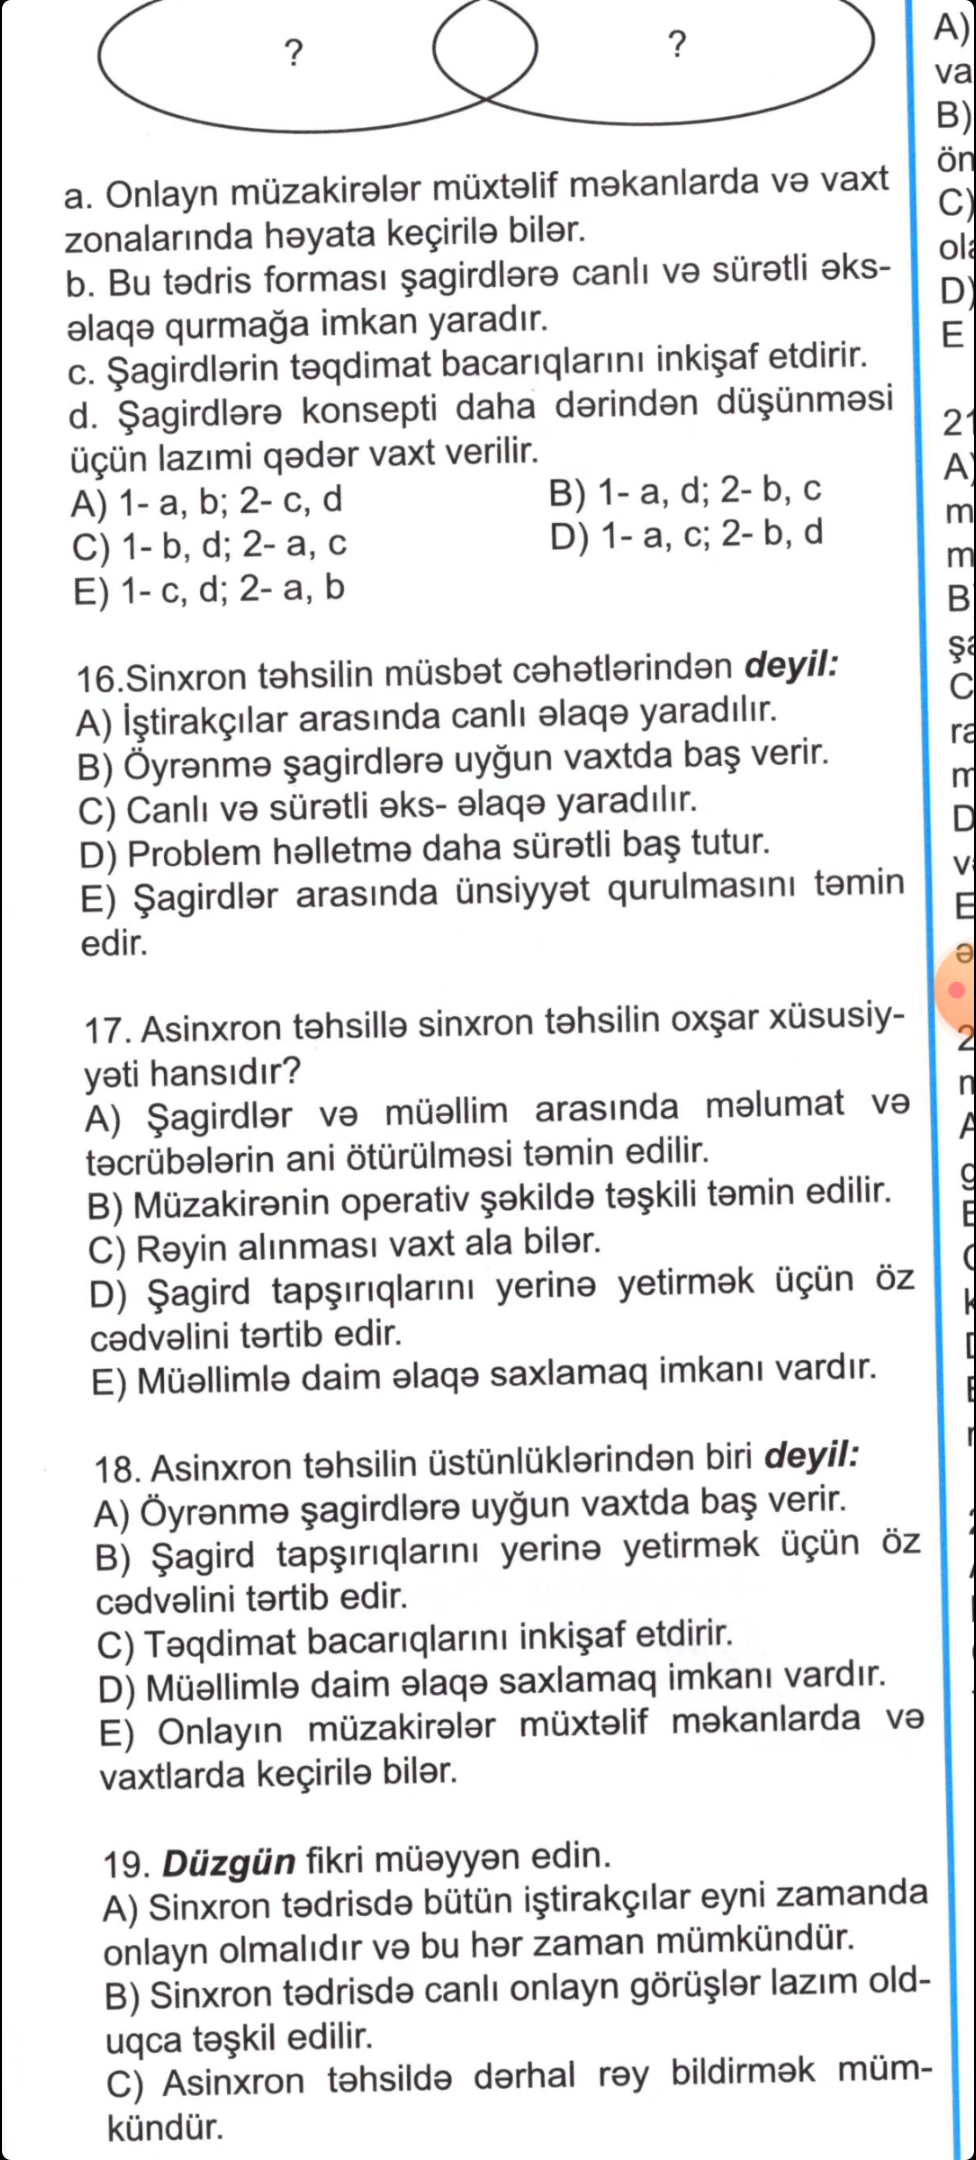 ?
?
a. Onlayn müzakirələr müxtəlif məkanlarda və vaxt
zonalarında həyata keçirilə bilər.
b. Bu tədris forması şagirdlərə canlı və sürətli əks-
əlaqə qurmağa imkan yaradır.
c. Şagirdlərin təqdimat bacarıqlarını inkişaf etdirir.
d. Şagirdlərə konsepti daha dərindən düşünməsi
üçün lazımi qədər vaxt verilir.
A) 1- a, b; 2- c, d
B) 1- a, d; 2- b, c
C) 1- b, d; 2- a, c
D) 1- a, c; 2- b, d
E) 1- c, d; 2- a, b
16.Sinxron təhsilin müsbət cəhətlərindən deyil:
A) İştirakçılar arasında canlı əlaqə yaradılır.
B) Öyrənmə şagirdlərə uyğun vaxtda baş verir.
C) Canlı və sürətli əks- əlaqə yaradılır.
D) Problem həlletmə daha sürətli baş tutur.
E) Şagirdlər arasında ünsiyyət qurulmasını təmin
edir.
17. Asinxron təhsillə sinxron təhsilin oxşar xüsusiy-
yəti hansıdır?
A) Şagirdlər və müəllim arasında məlumat və
təcrübələrin ani ötürülməsi təmin edilir.
B) Müzakirənin operativ şəkildə təşkili təmin edilir.
C) Rəyin alınması vaxt ala bilər.
D) Şagird tapşırıqlarını yerinə yetirmək üçün öz
cədvəlini tərtib edir.
E) Müəllimlə daim əlaqə saxlamaq imkanı vardır.
18. Asinxron təhsilin üstünlüklərindən biri deyil:
A) Öyrənmə şagirdlərə uyğun vaxtda baş verir.
B) Şagird tapşırıqlarını yerinə yetirmək üçün öz
cədvəlini tərtib edir.
C) Təqdimat bacarıqlarını inkişaf etdirir.
D) Müəllimlə daim əlaqə saxlamaq imkanı vardır.
E) Onlayın müzakirələr müxtəlif məkanlarda və
vaxtlarda keçirilə bilər.
19. Düzgün fikri müəyyən edin.
A) Sinxron tədrisdə bütün iştirakçılar eyni zamanda
onlayn olmalıdır və bu hər zaman mümkündür.
B) Sinxron tədrisdə canlı onlayn görüşlər lazım old-
uqca təşkil edilir.
C) Asinxron təhsildə dərhal rəy bildirmək müm-
kündür.
A)
va
B)
ön
C)
D)
E
21
A)
m
m
B
C
m
D
E